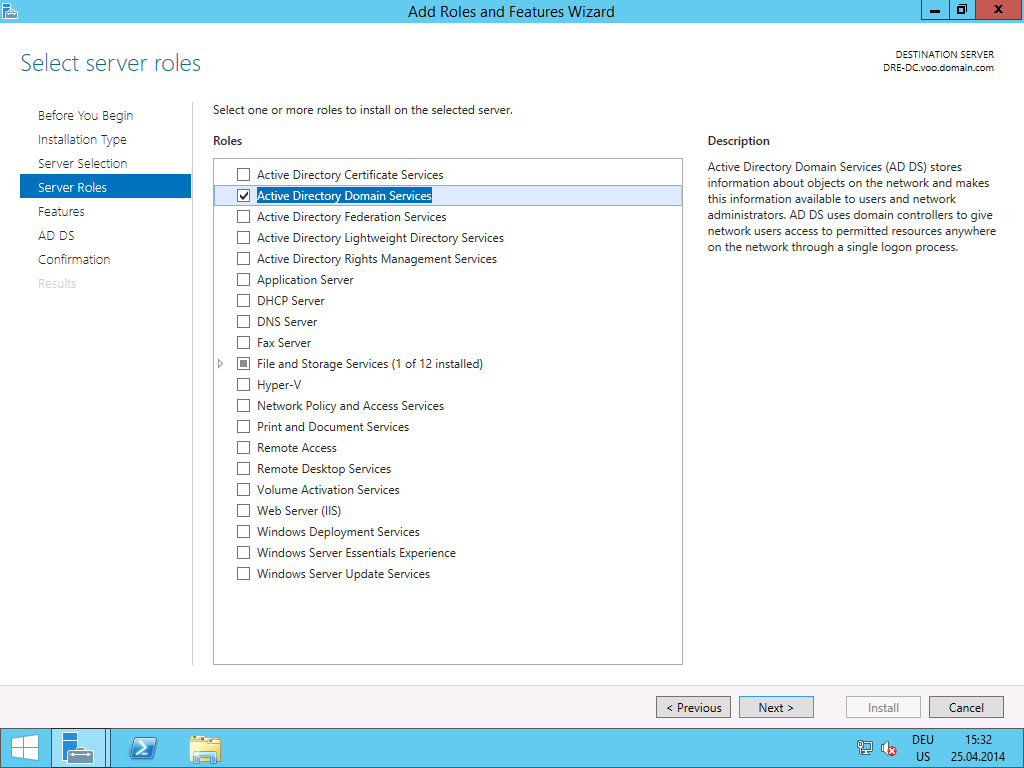 Add Roles and Features Wizard
Select server roles
DESTINATION SERVER
DRE-DC.voo.domain.com
Before You Begin
Installation Type
Server Selection
Server Roles
Features
AD DS
Confirmation
Results
Select one or more roles to install on the selected server.
Roles
Active Directory Certificate Services
Active Directory Domain Services
Active Directory Federation Services
Active Directory Lightweight Directory Services
Active Directory Rights Management Services
Application Server
DHCP Server
DNS Server
Fax Server
File and Storage Services (1 of 12 installed)
Hyper-V
Network Policy and Access Services
Print and Document Services
Remote Access
Remote Desktop Services
Volume Activation Services
Web Server (IIS)
Windows Deployment Services
Windows Server Essentials Experience
Windows Server Update Services
Description
Active Directory Domain Services (AD DS) stores
information about objects on the network and makes
this information available to users and network
administrators. AD DS uses domain controllers to give
network users access to permitted resources anywhere
on the network through a single logon process.
< Previous
Next >
Install
Cancel
DEU
US
15:32
25.04.2014